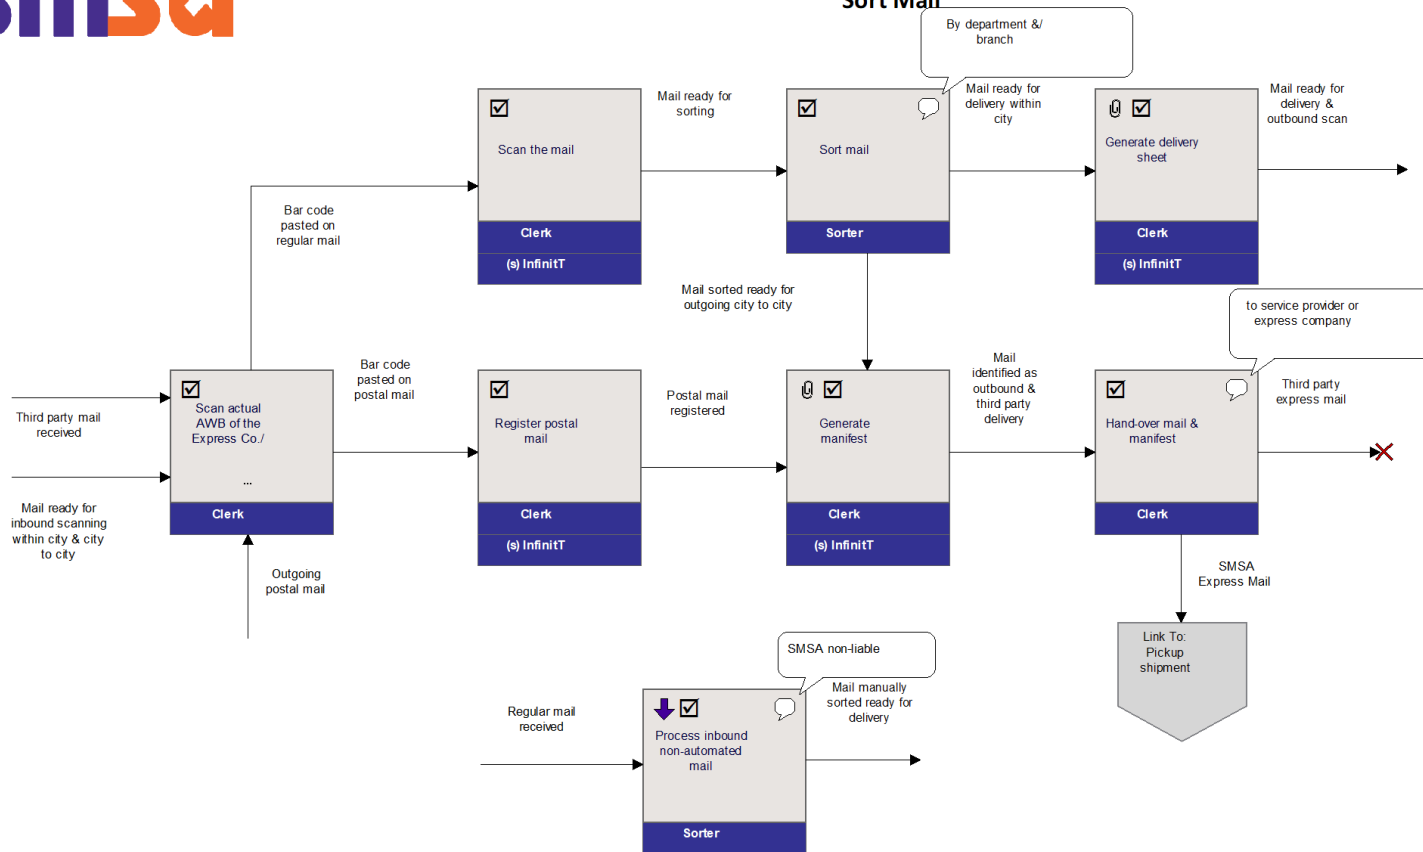 smsa
Sort Mail
By department &/
branch
Scan the mail
Clerk
(s) InfinitT
Mail ready for
sorting
Sort mail
Sorter
Mail ready for
delivery within
city
Generate delivery
sheet
Clerk
(s) InfinitT
Mail ready for
delivery &
outbound scan
Bar code
pasted on
regular mail
Mail sorted ready for
outgoing city to city
to service provider or
express company
Third party mail
received
Mail ready for
inbound scanning
within city & city
to city
Scan actual
AWB of the
Express Co./
...
Clerk
Outgoing
postal mail
Bar code
pasted on
postal mail
Register postal
mail
Clerk
(s) InfinitT
Postal mail
registered
Generate
manifest
Clerk
(s) InfinitT
Mail
identified as
outbound &
third party
delivery
Hand-over mail &
manifest
Clerk
Third party
express mail
SMSA
Express Mail
Link To:
Pickup
shipment
SMSA non-liable
Regular mail
received
Process inbound
non-automated
mail
Sorter
Mail manually
sorted ready for
delivery